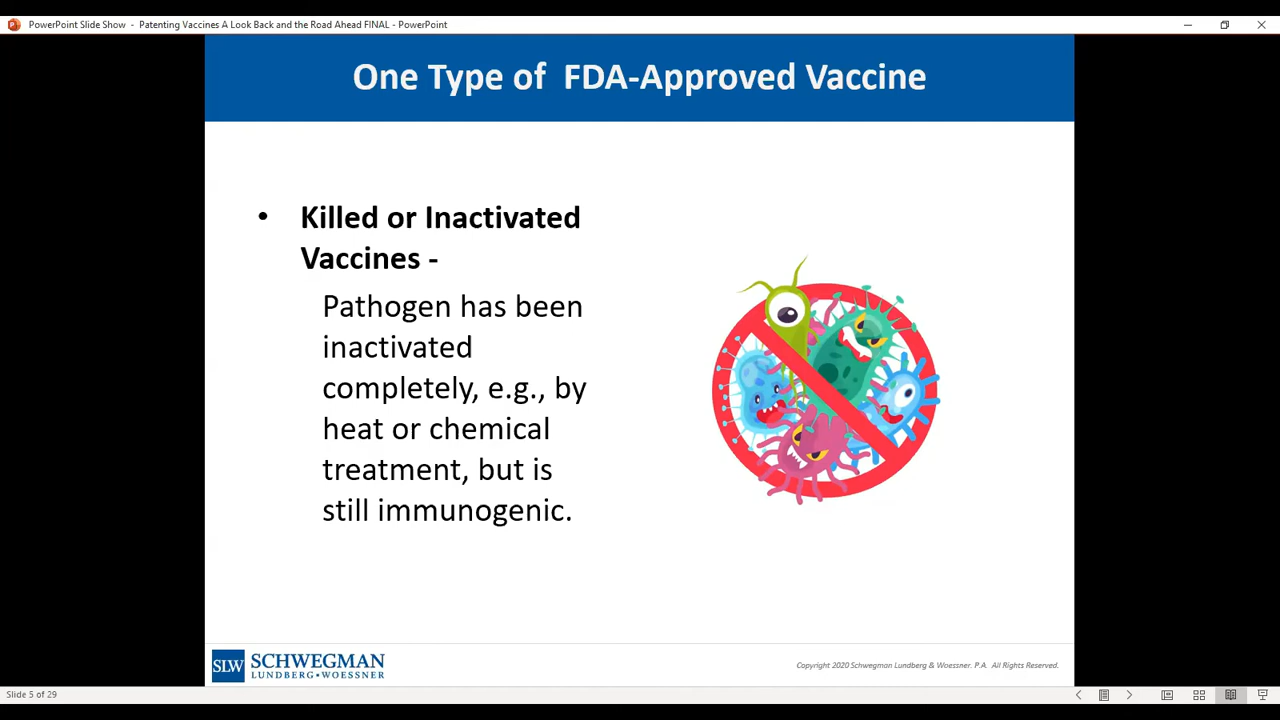 PowerPoint Slide Show - Patenting Vaccines A Look Back and the Road Ahead FINAL - PowerPoint
One Type of FDA-Approved Vaccine
• Killed or Inactivated
Vaccines -
Pathogen has been
inactivated
completely, e.g., by
heat or chemical
treatment, but is
still immunogenic.
SLW SCHWEGMAN
LUNDBERG • WOESSNER
Copyright 2020 Schwegman Lundberg & Woessner. P.A. All Rights Reserved.
Slide 5 of 29